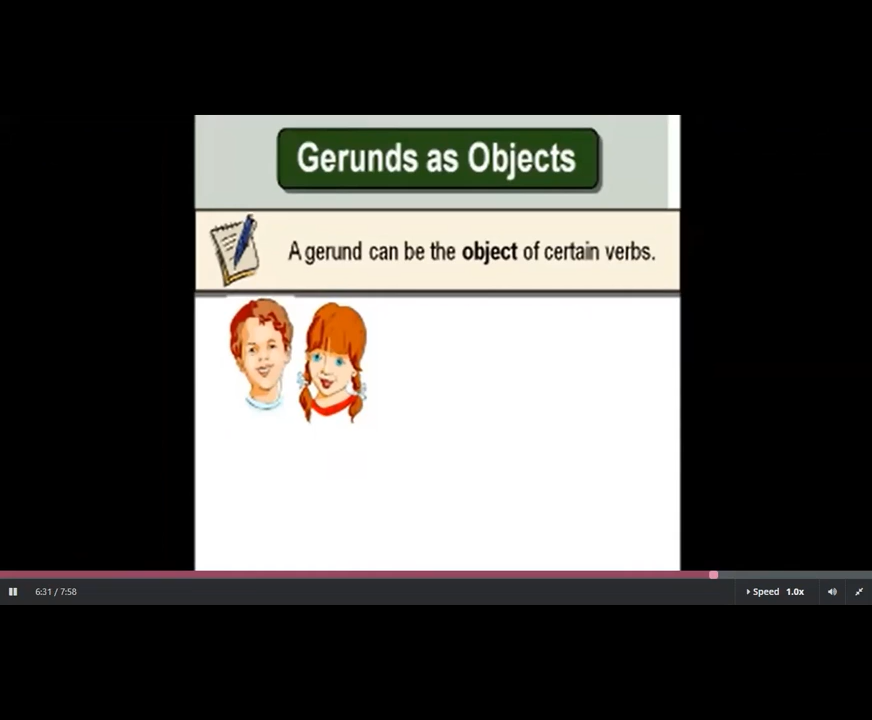 Gerunds as Objects
A gerund can be the object of certain verbs.
6:31 / 7:58
Speed 1.0x